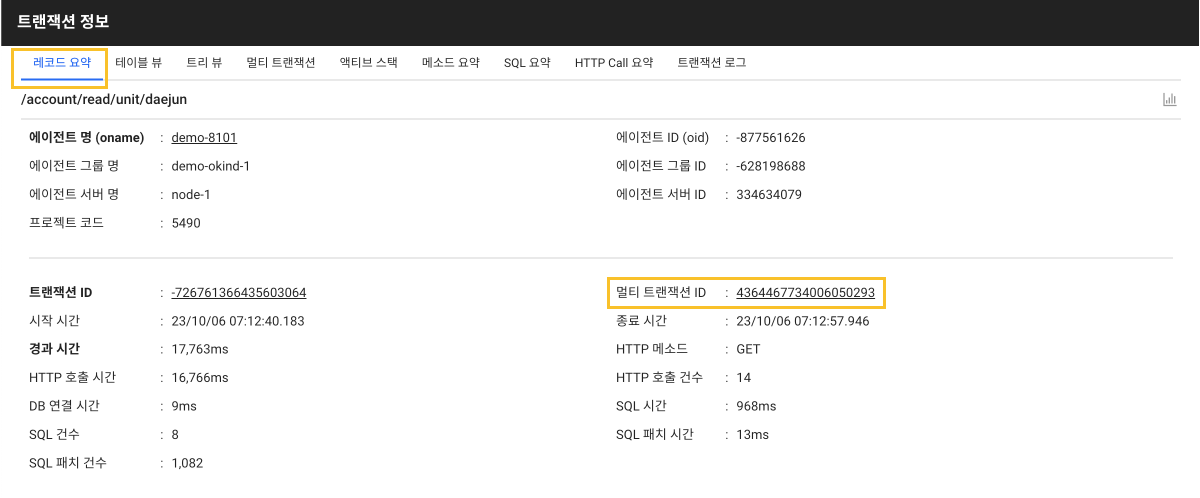 트랜잭션 정보
레코드 요약 테이블 뷰 트리 뷰 멀티 트랜잭션 액티브 스택 메소드 요약 SQL 요약 HTTP Call 요약 트랜잭션 로그
/account/read/unit/daejun
에이전트 명 (oname) : demo-8101 에이전트 ID (oid) : -877561626
에이전트 그룹 명 : demo-okind-1 에이전트 그룹 ID : -628198688
에이전트 서버 명 : node-1 에이전트 서버 ID : 334634079
프로젝트 코드 : 5490
트랜잭션 ID : -726761366435603064 멀티 트랜잭션 ID : 4364467734006050293
시작 시간 : 23/10/06 07:12:40.183 종료 시간 : 23/10/06 07:12:57.946
경과 시간 : 17,763ms HTTP 메소드 : GET
HTTP 호출 시간 : 16,766ms HTTP 호출 건수 : 14
DB 연결 시간 : 9ms SQL 시간 : 968ms
SQL 건수 : 8 SQL 패치 시간 : 13ms
SQL 패치 건수 : 1,082